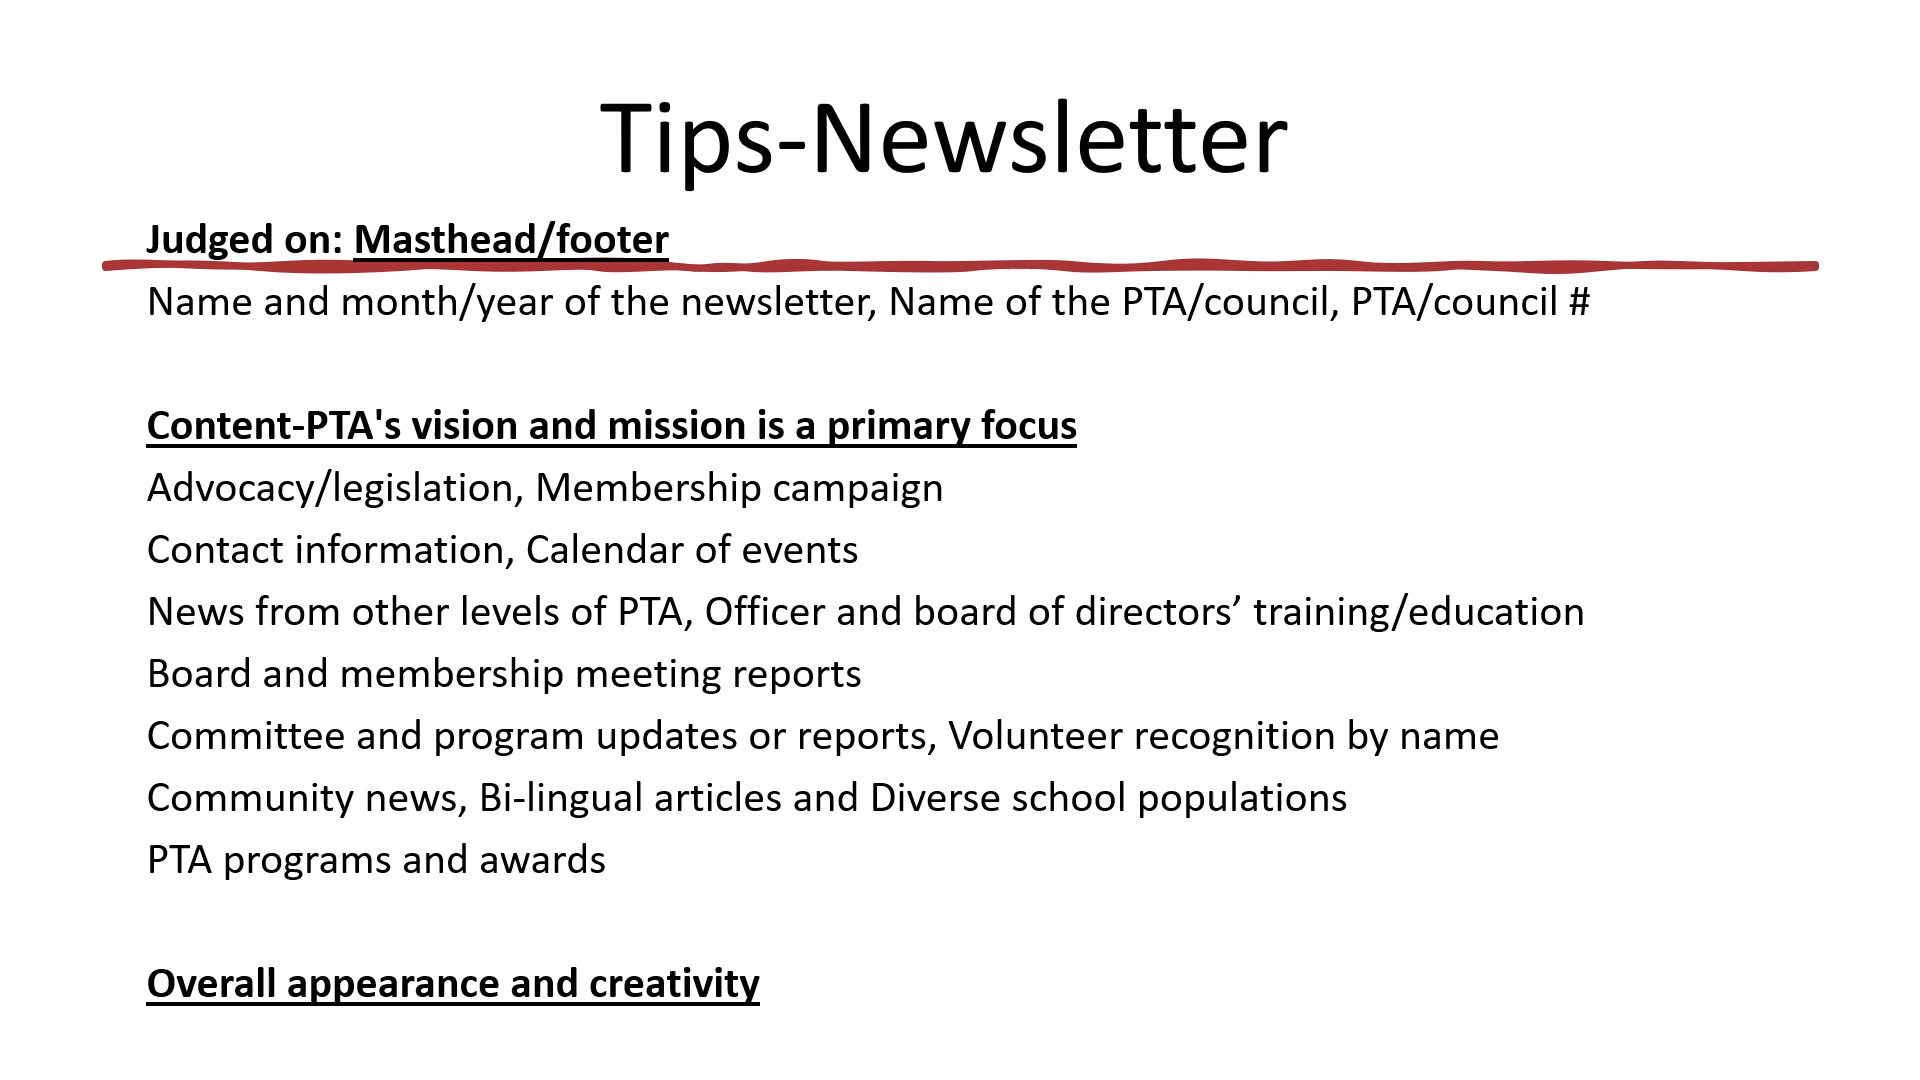 Tips-Newsletter
Judged on: Masthead/footer
Name and month/year of the newsletter, Name of the PTA/council, PTA/council #
Content-PTA's vision and mission is a primary focus
Advocacy/legislation, Membership campaign
Contact information, Calendar of events
News from other levels of PTA, Officer and board of directors’ training/education
Board and membership meeting reports
Committee and program updates or reports, Volunteer recognition by name
Community news, Bi-lingual articles and Diverse school populations
PTA programs and awards
Overall appearance and creativity